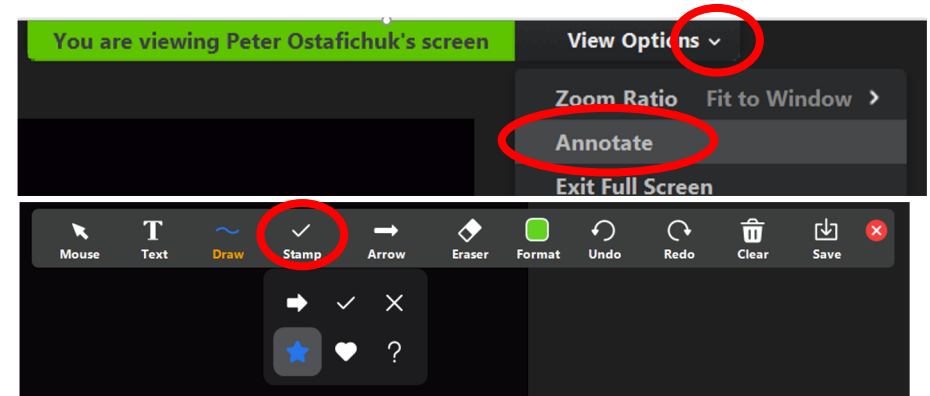 You are viewing Peter Ostafichuk's screen View Options
Zoom Ratio Fit to Window
Annotate
Exit Full Screen
Mouse Text Draw Stamp Arrow Eraser Format Undo Redo Clear Save
?